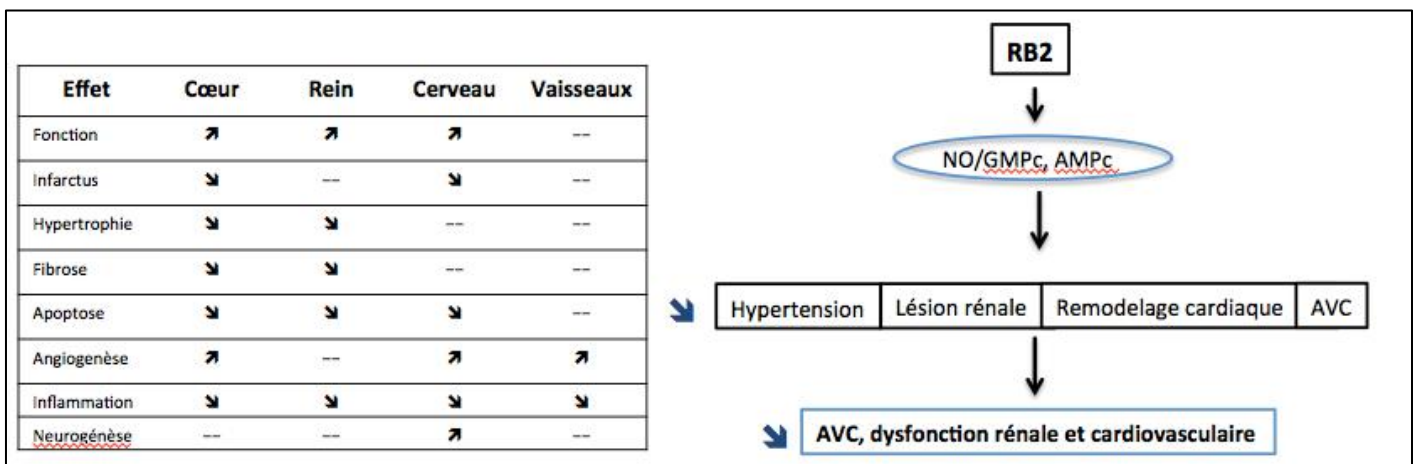 Effet Cœur Rein Cerveau Vaisseaux
Fonction ↗ ↗ ↗ --
Infarctus ↘ -- ↘ --
Hypertrophie ↘ ↘ -- --
Fibrose ↘ ↘ -- --
Apoptose ↘ ↘ ↘ --
Angiogenèse ↗ -- ↗ ↗
Inflammation ↘ ↘ ↘ ↘
Neurogénèse -- -- ↗ --
RB2
NO/GMPc, AMPc
Hypertension Lésion rénale Remodelage cardiaque AVC
AVC, dysfonction rénale et cardiovasculaire